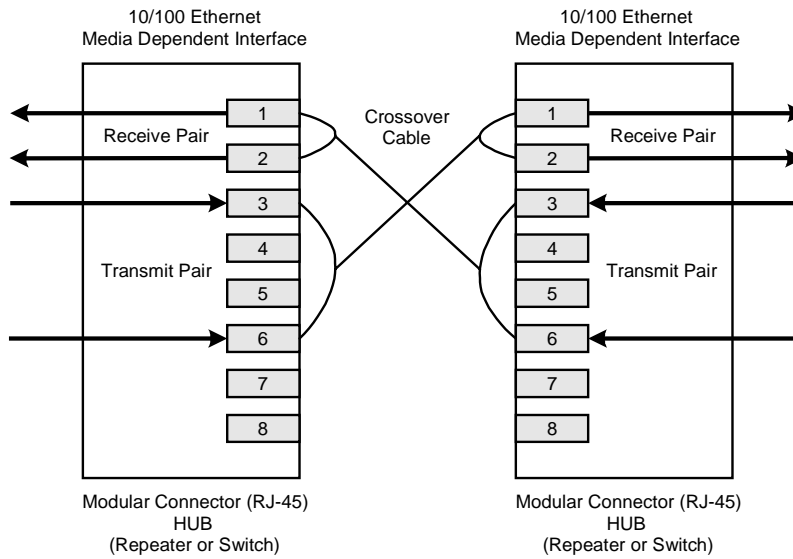 10/100 Ethernet
Media Dependent Interface
1
Receive Pair
2
3
4
Transmit Pair
5
6
7
8
Modular Connector (RJ-45)
HUB
(Repeater or Switch)
Crossover
Cable
10/100 Ethernet
Media Dependent Interface
1
Receive Pair
2
3
4
Transmit Pair
5
6
7
8
Modular Connector (RJ-45)
HUB
(Repeater or Switch)